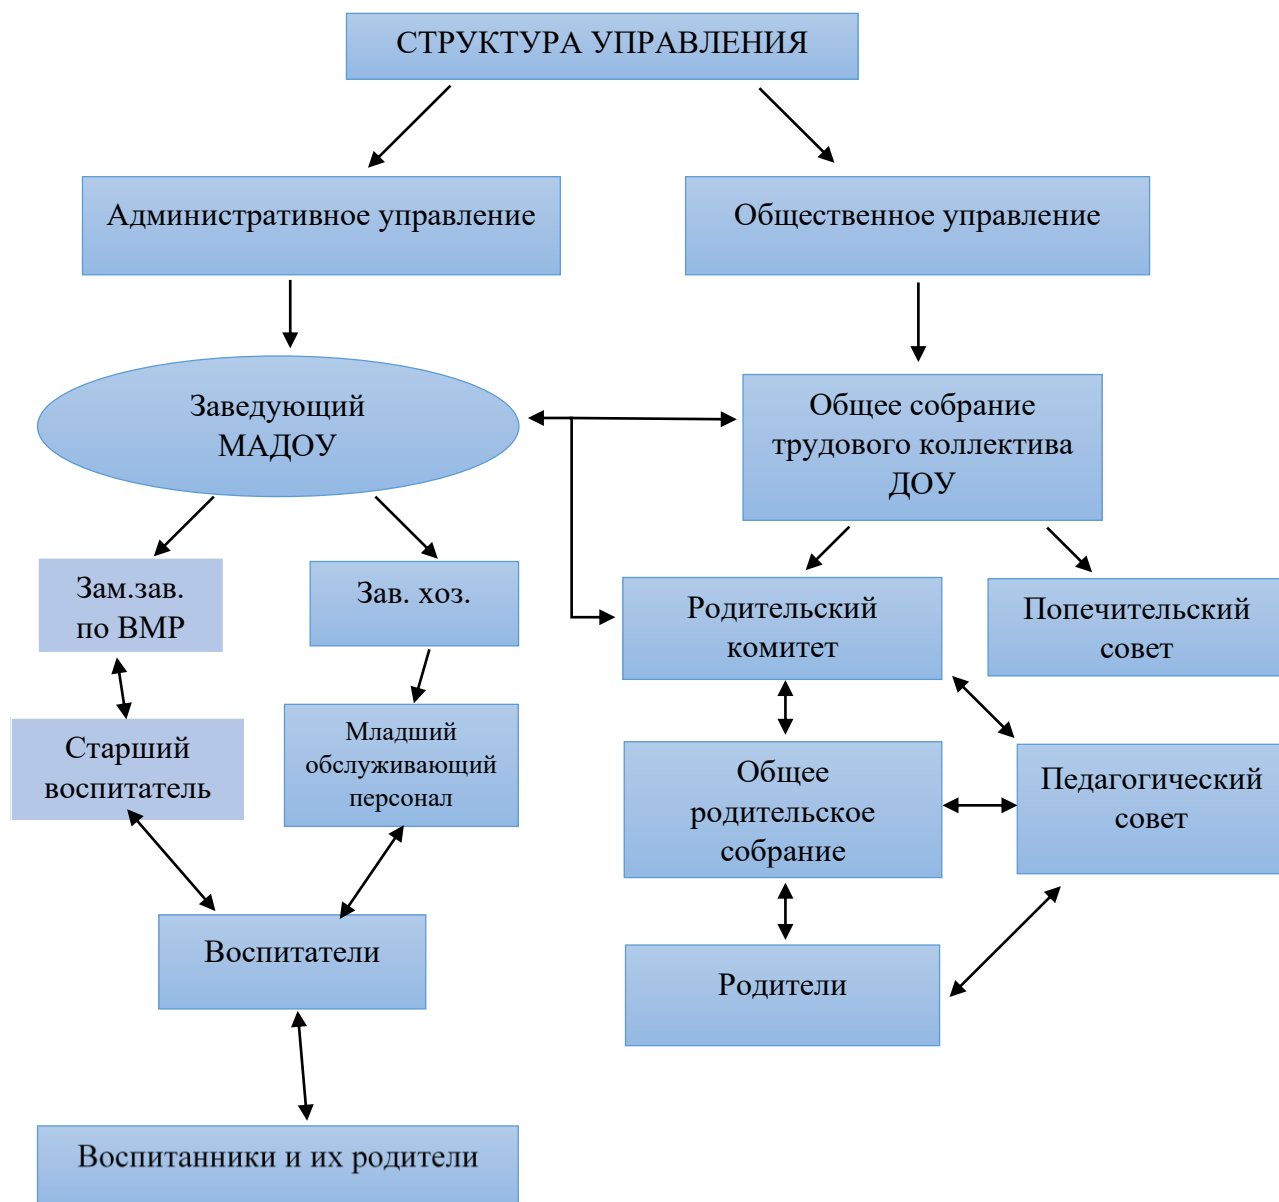 СТРУКТУРА УПРАВЛЕНИЯ
Административное управление
Общественное управление
Заведующий
МАДОУ
Общее собрание
трудового коллектива
ДОУ
Зам.зав.
по ВМР
Зав. хоз.
Родительский
комитет
Попечительский
совет
Старший
воспитатель
Младший
обслуживающий
персонал
Общее
родительское
собрание
Педагогический
совет
Воспитатели
Родители
Воспитанники и их родители